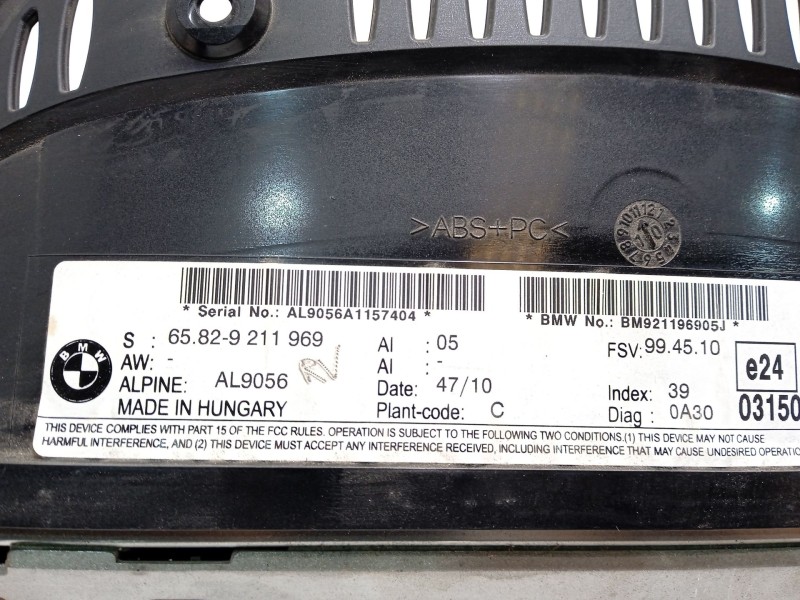 >ABS+PC<
* Serial No.: AL9056A1157404 *
* BMW No.: BM921196905J *
BMW
S : 65.82-9 211 969
AW: -
ALPINE: AL9056
MADE IN HUNGARY
AI : 05
AI : -
Date: 47/10
Plant-code: C
FSV: 99.45.10
Index: 39
Diag : 0A30
e24
03150
THIS DEVICE COMPLIES WITH PART 15 OF THE FCC RULES. OPERATION IS SUBJECT TO THE FOLLOWING TWO CONDITIONS.(1) THIS DEVICE MAY NOT CAUSE
HARMFUL INTERFERENCE, AND (2) THIS DEVICE MUST ACCEPT ANY INTERFERENCE RECEIVED, INCLUDING INTERFERENCE THAT MAY CAUSE UNDESIRED OPERATIO